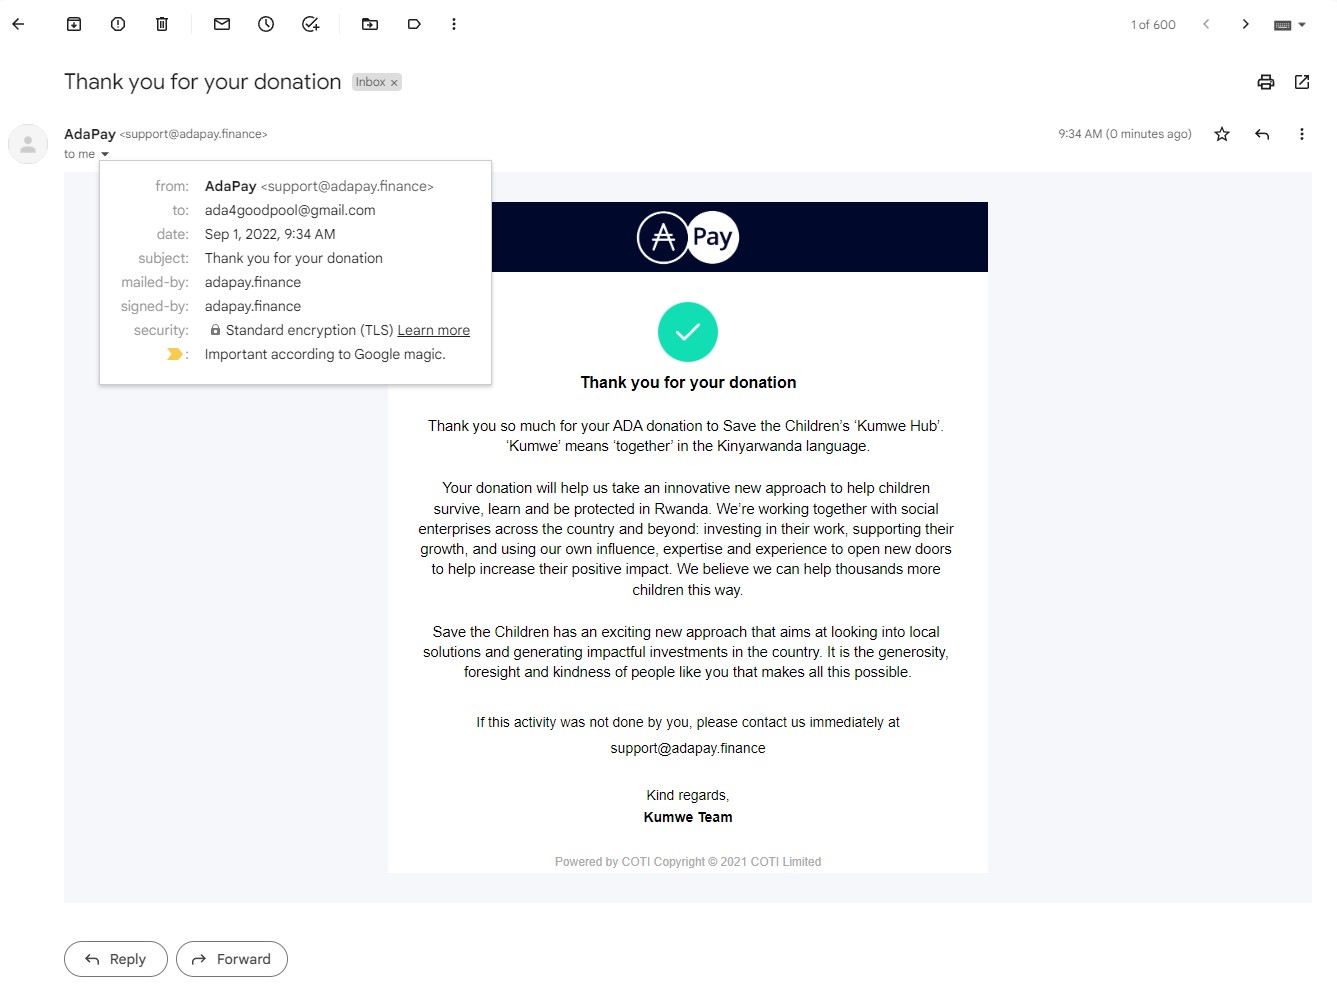 1 of 600
Thank you for your donation
Inbox ×
AdaPay <support@adapay.finance>
9:34 AM (0 minutes ago)
to me
from: AdaPay <support@adapay.finance>
to: ada4goodpool@gmail.com
date: Sep 1, 2022, 9:34 AM
subject: Thank you for your donation
mailed-by: adapay.finance
signed-by: adapay.finance
security: Standard encryption (TLS) Learn more
: Important according to Google magic.
Pay
Thank you for your donation
Thank you so much for your ADA donation to Save the Children’s ‘Kumwe Hub’.
‘Kumwe’ means ‘together’ in the Kinyarwanda language.
Your donation will help us take an innovative new approach to help children
survive, learn and be protected in Rwanda. We’re working together with social
enterprises across the country and beyond: investing in their work, supporting their
growth, and using our own influence, expertise and experience to open new doors
to help increase their positive impact. We believe we can help thousands more
children this way.
Save the Children has an exciting new approach that aims at looking into local
solutions and generating impactful investments in the country. It is the generosity,
foresight and kindness of people like you that makes all this possible.
If this activity was not done by you, please contact us immediately at
support@adapay.finance
Kind regards,
Kumwe Team
Powered by COTI Copyright © 2021 COTI Limited
Reply
Forward